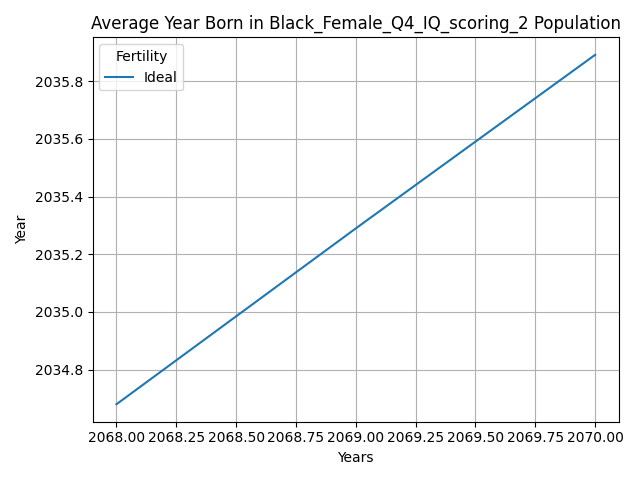 Average Year Born in Black_Female_Q4_IQ_scoring_2 Population
Fertility
Ideal
Year
2035.8
2035.6
2035.4
2035.2
2035.0
2034.8
2068.00 2068.25 2068.50 2068.75 2069.00 2069.25 2069.50 2069.75 2070.00
Years